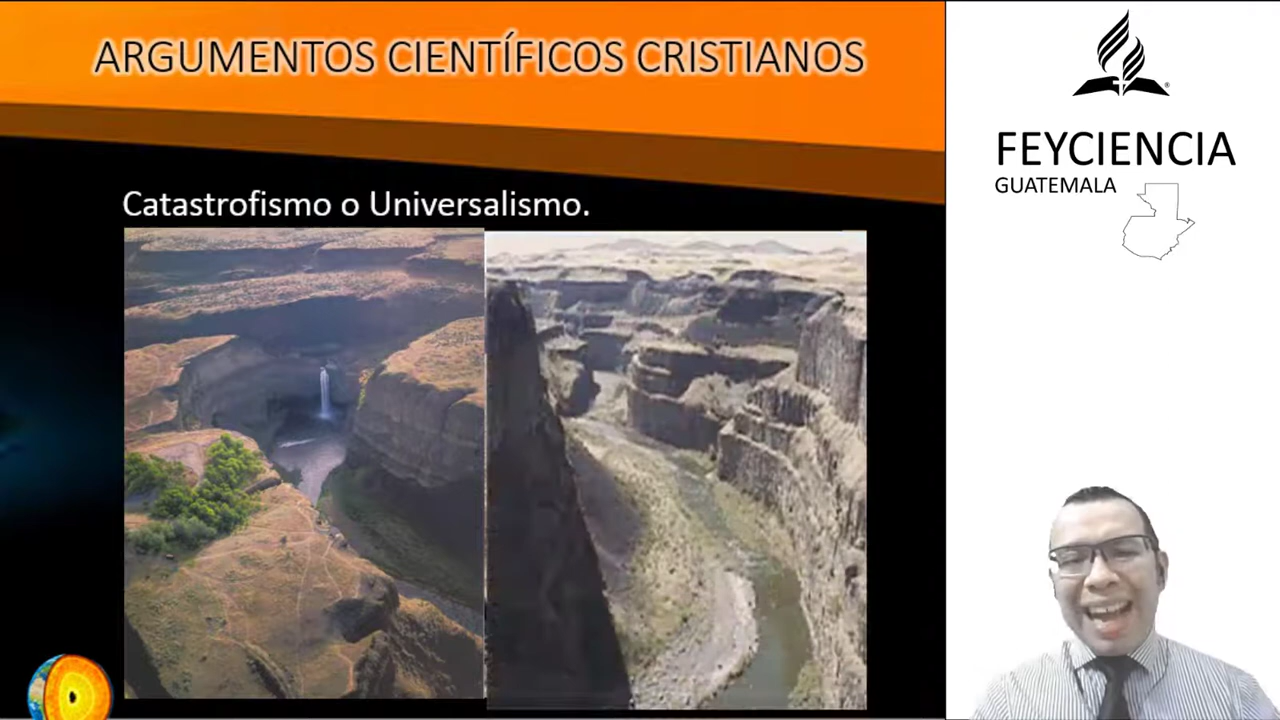 ARGUMENTOS CIENTÍFICOS CRISTIANOS
Catastrofismo o Universalismo.
FEYCIENCIA
GUATEMALA